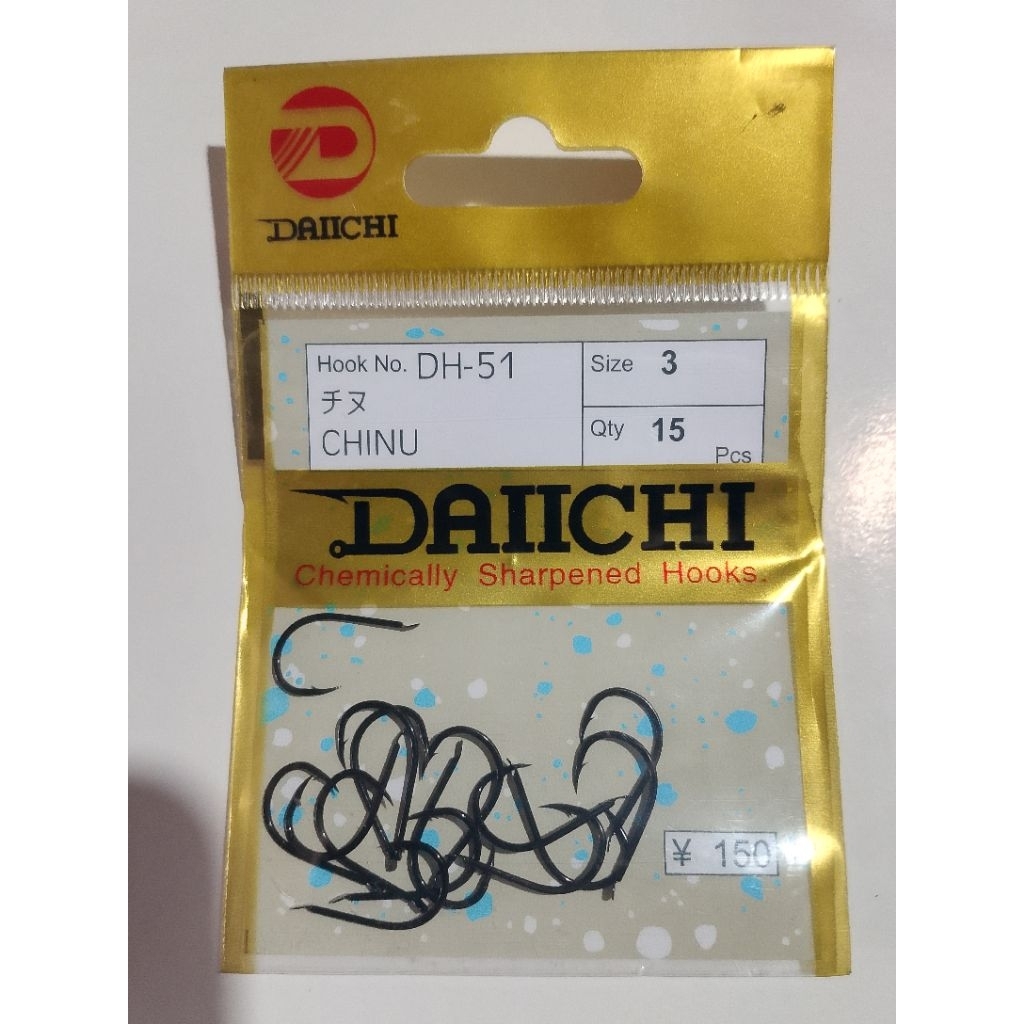 DAIICHI
Hook No. DH-51
チヌ
CHINU
Size 3
Qty 15
Pcs
DAIICHI
Chemically Sharpened Hooks.
¥ 150